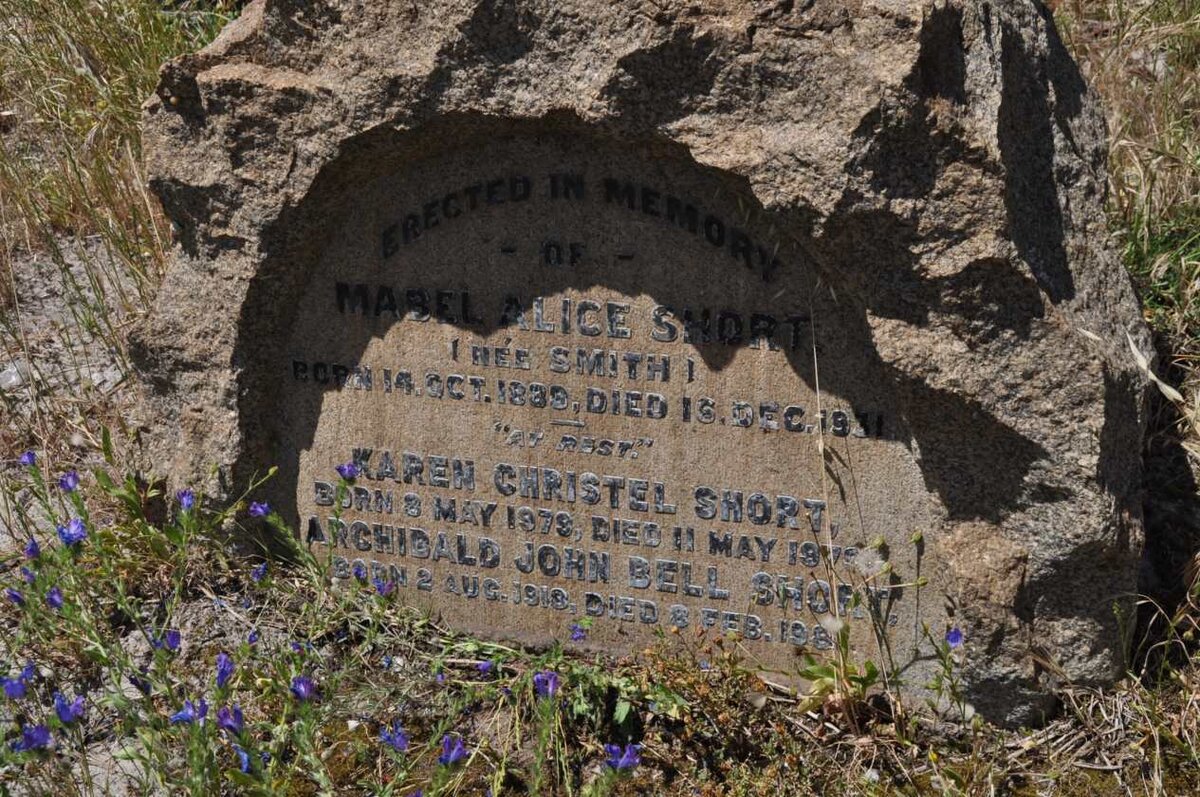 ERECTED IN MEMORY
- OF -
MABEL ALICE SHORT
( NÉE SMITH )
BORN 14. OCT. 1889, DIED 16. DEC.
"AT REST."
KAREN CHRISTEL SHORT,
BORN 8 MAY 1979, DIED 11 MAY 1979
ARCHIBALD JOHN BELL SHORT,
BORN 2 AUG. 1918, DIED 8 FEB.